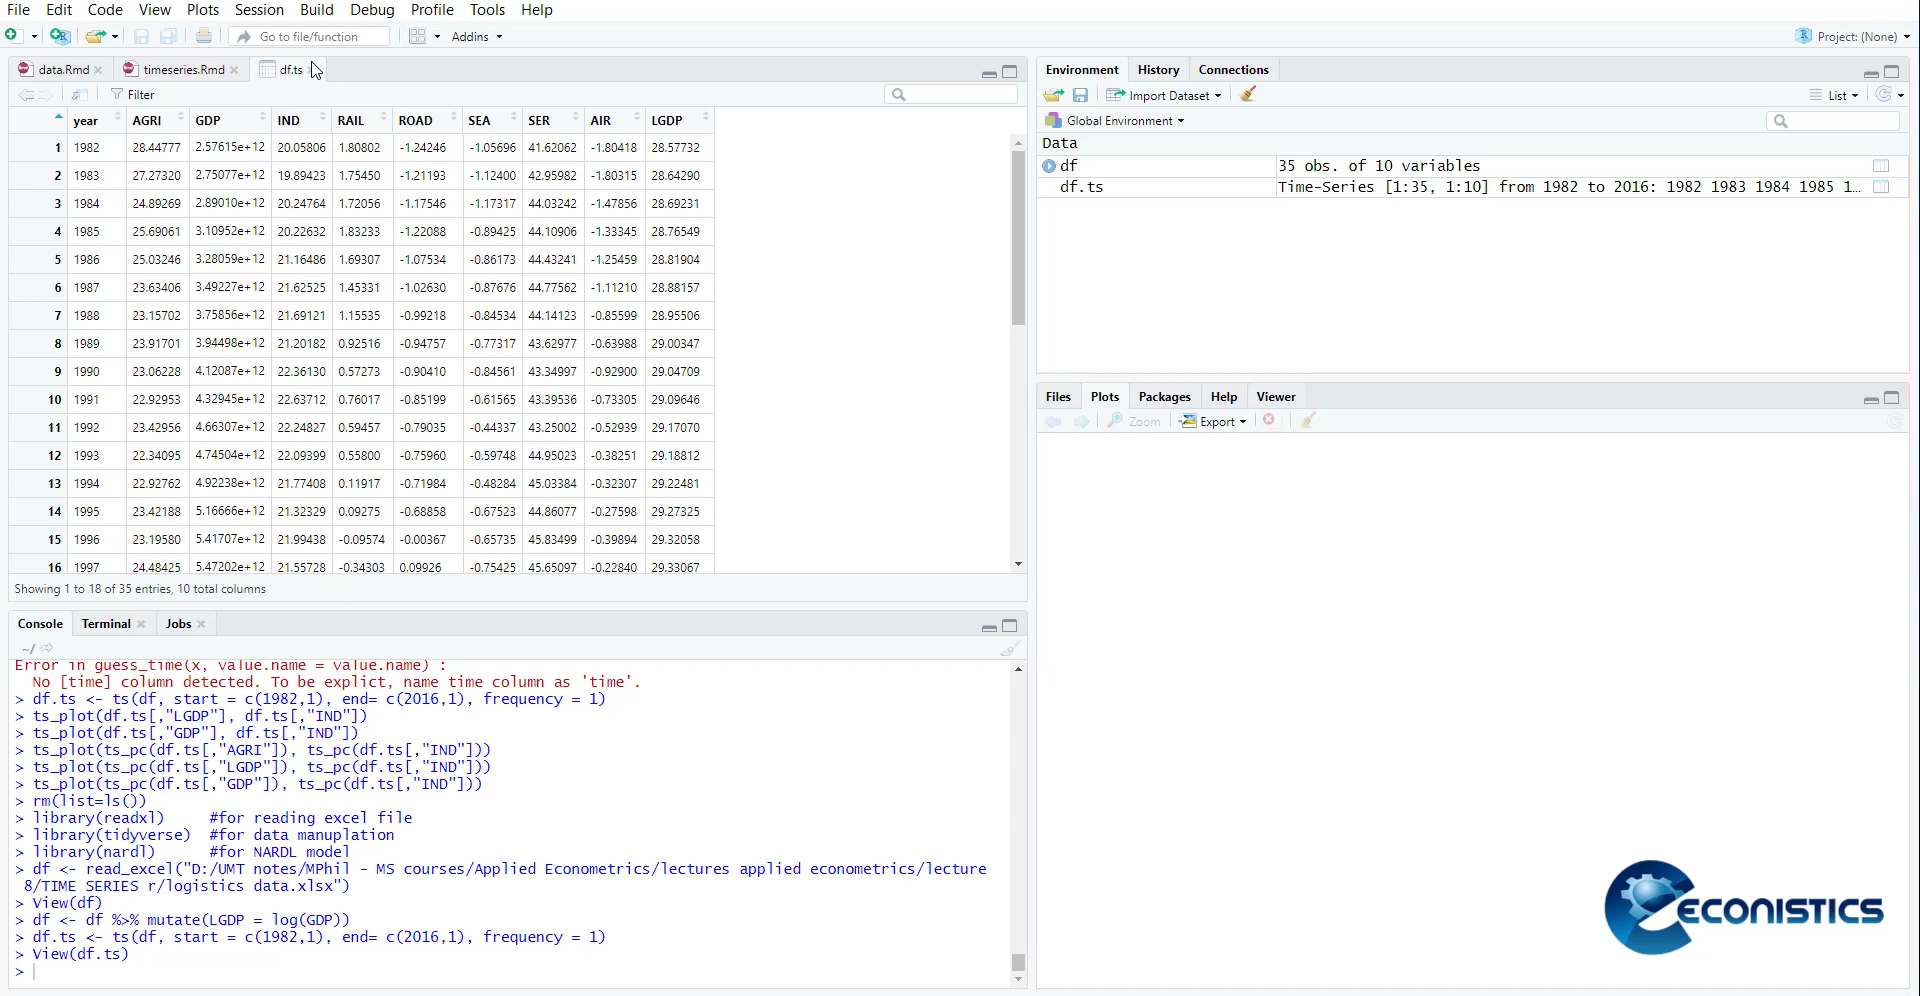 File Edit Code View Plots Session Build Debug Profile Tools Help
Go to file/function Addins Project: (None)
data.Rmd timeseries.Rmd df.ts
Filter
year AGRI GDP IND RAIL ROAD SEA SER AIR LGDP
1 1982 28.44777 2.57615e+12 20.05806 1.80802 -1.24246 -1.05696 41.62062 -1.80418 28.57732
2 1983 27.27320 2.75077e+12 19.89423 1.75450 -1.21193 -1.12400 42.95982 -1.80315 28.64290
3 1984 24.89269 2.89010e+12 20.24764 1.72056 -1.17546 -1.17317 44.03242 -1.47856 28.69231
4 1985 25.69061 3.10952e+12 20.22632 1.83233 -1.22088 -0.89425 44.10906 -1.33345 28.76549
5 1986 25.03246 3.28059e+12 21.16486 1.69307 -1.07534 -0.86173 44.43241 -1.25459 28.81904
6 1987 23.63406 3.49227e+12 21.62525 1.45331 -1.02630 -0.87676 44.77562 -1.11210 28.88157
7 1988 23.15702 3.75856e+12 21.69121 1.15535 -0.99218 -0.84534 44.14123 -0.85599 28.95506
8 1989 23.91701 3.94498e+12 21.20182 0.92516 -0.94757 -0.77317 43.62977 -0.63988 29.00347
9 1990 23.06228 4.12087e+12 22.36130 0.57273 -0.90410 -0.84561 43.34997 -0.92900 29.04709
10 1991 22.92953 4.32945e+12 22.63712 0.76017 -0.85199 -0.61565 43.39536 -0.73305 29.09646
11 1992 23.42956 4.66307e+12 22.24827 0.59457 -0.79035 -0.44337 43.25002 -0.52939 29.17070
12 1993 22.34095 4.74504e+12 22.09399 0.55800 -0.75960 -0.59748 44.95023 -0.38251 29.18812
13 1994 22.92762 4.92238e+12 21.77408 0.11917 -0.71984 -0.48284 45.03384 -0.32307 29.22481
14 1995 23.42188 5.16666e+12 21.32329 0.09275 -0.68858 -0.67523 44.86077 -0.27598 29.27325
15 1996 23.19580 5.41707e+12 21.99438 -0.09574 -0.00367 -0.65735 45.83499 -0.39894 29.32058
16 1997 24.48425 5.47202e+12 21.55728 -0.34303 0.09926 -0.75425 45.65097 -0.22840 29.33067
Showing 1 to 18 of 35 entries, 10 total columns
Console Terminal Jobs
~/
Error in guess_time(x, value.name = value.name) :
No [time] column detected. To be explict, name time column as 'time'.
> df.ts <- ts(df, start = c(1982,1), end= c(2016,1), frequency = 1)
> ts_plot(df.ts[,"LGDP"], df.ts[,"IND"])
> ts_plot(df.ts[,"GDP"], df.ts[,"IND"])
> ts_plot(ts_pc(df.ts[,"AGRI"]), ts_pc(df.ts[,"IND"]))
> ts_plot(ts_pc(df.ts[,"LGDP"]), ts_pc(df.ts[,"IND"]))
> ts_plot(ts_pc(df.ts[,"GDP"]), ts_pc(df.ts[,"IND"]))
> rm(list=ls())
> library(readxl) #for reading excel file
> library(tidyverse) #for data manuplation
> library(nardl) #for NARDL model
> df <- read_excel("D:/UMT notes/MPhil - MS courses/Applied Econometrics/lectures applied econometrics/lecture
8/TIME SERIES r/logistics data.xlsx")
> View(df)
> df <- df %>% mutate(LGDP = log(GDP))
> df.ts <- ts(df, start = c(1982,1), end= c(2016,1), frequency = 1)
> View(df.ts)
>
Environment History Connections
Import Dataset List
Global Environment
Data
df 35 obs. of 10 variables
df.ts Time-Series [1:35, 1:10] from 1982 to 2016: 1982 1983 1984 1985 1...
Files Plots Packages Help Viewer
Zoom Export
ECONISTICS